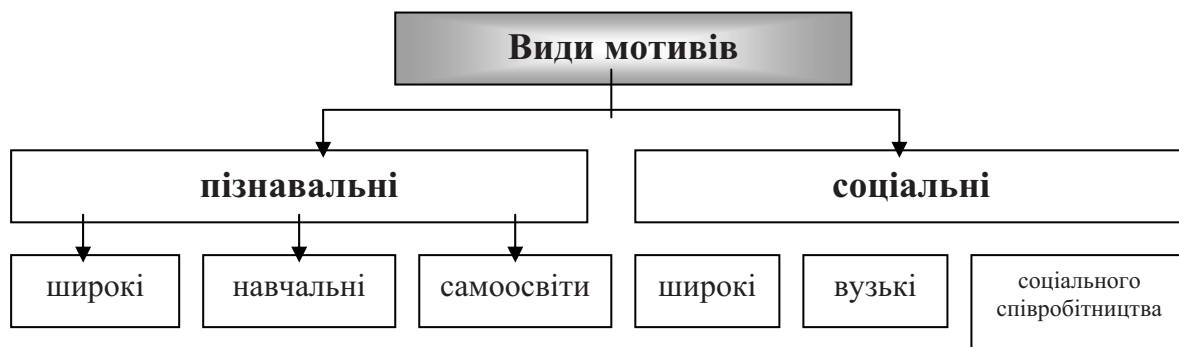 Види мотивів
пізнавальні
соціальні
широкі
навчальні
самоосвіти
широкі
вузькі
соціального
співробітництва